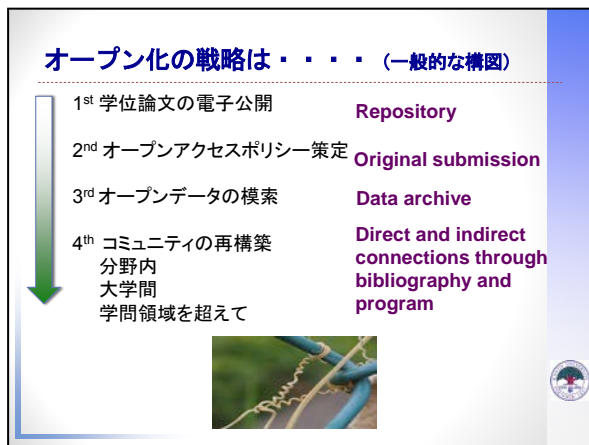 オープン化の戦略は・・・・（一般的な構図）
1st 学位論文の電子公開
Repository
2nd オープンアクセスポリシー策定
Original submission
3rd オープンデータの模索
Data archive
4th コミュニティの再構築
分野内
大学間
学問領域を超えて
Direct and indirect
connections through
bibliography and
program